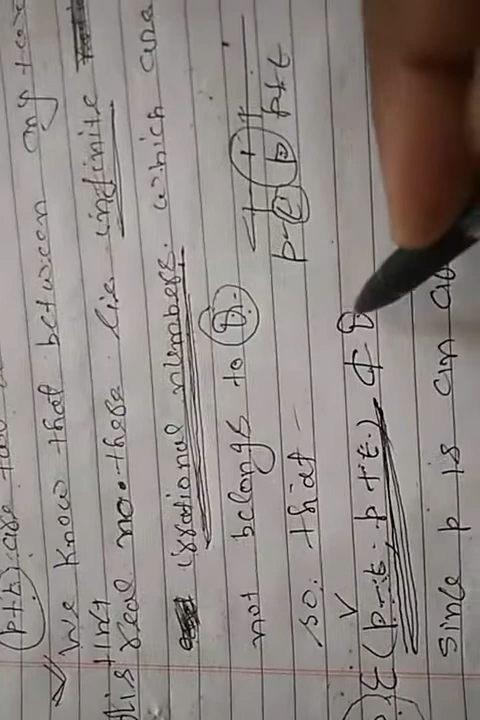 (p+ε) are
We know that between any two
distinct real no. there lie infinite
irrational numbers. which are
not belongs to Q.
p-ε p p+ε
so. that -
(p-ε. p+ε.) ⊄ Q
since p is an